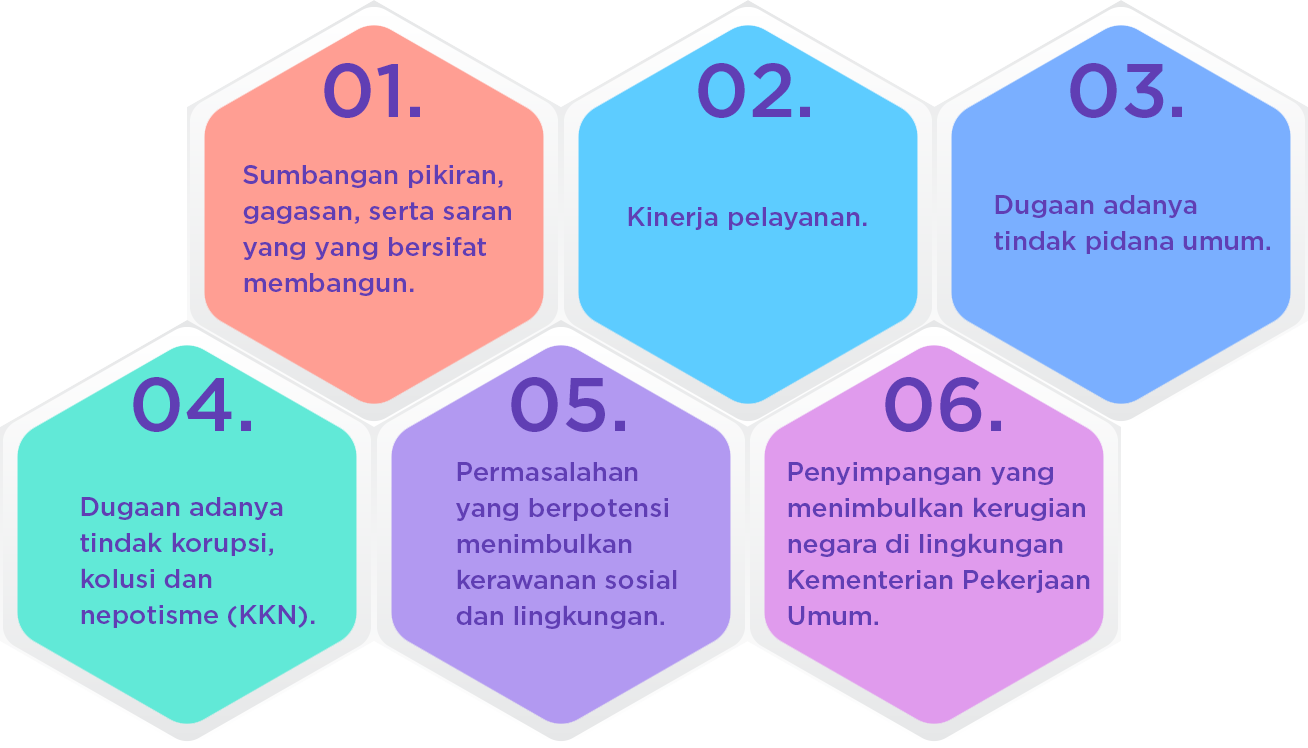 01.
Sumbangan pikiran,
gagasan, serta saran
yang yang bersifat
membangun.
02.
Kinerja pelayanan.
03.
Dugaan adanya
tindak pidana umum.
04.
Dugaan adanya
tindak korupsi,
kolusi dan
nepotisme (KKN).
05.
Permasalahan
yang berpotensi
menimbulkan
kerawanan sosial
dan lingkungan.
06.
Penyimpangan yang
menimbulkan kerugian
negara di lingkungan
Kementerian Pekerjaan
Umum.